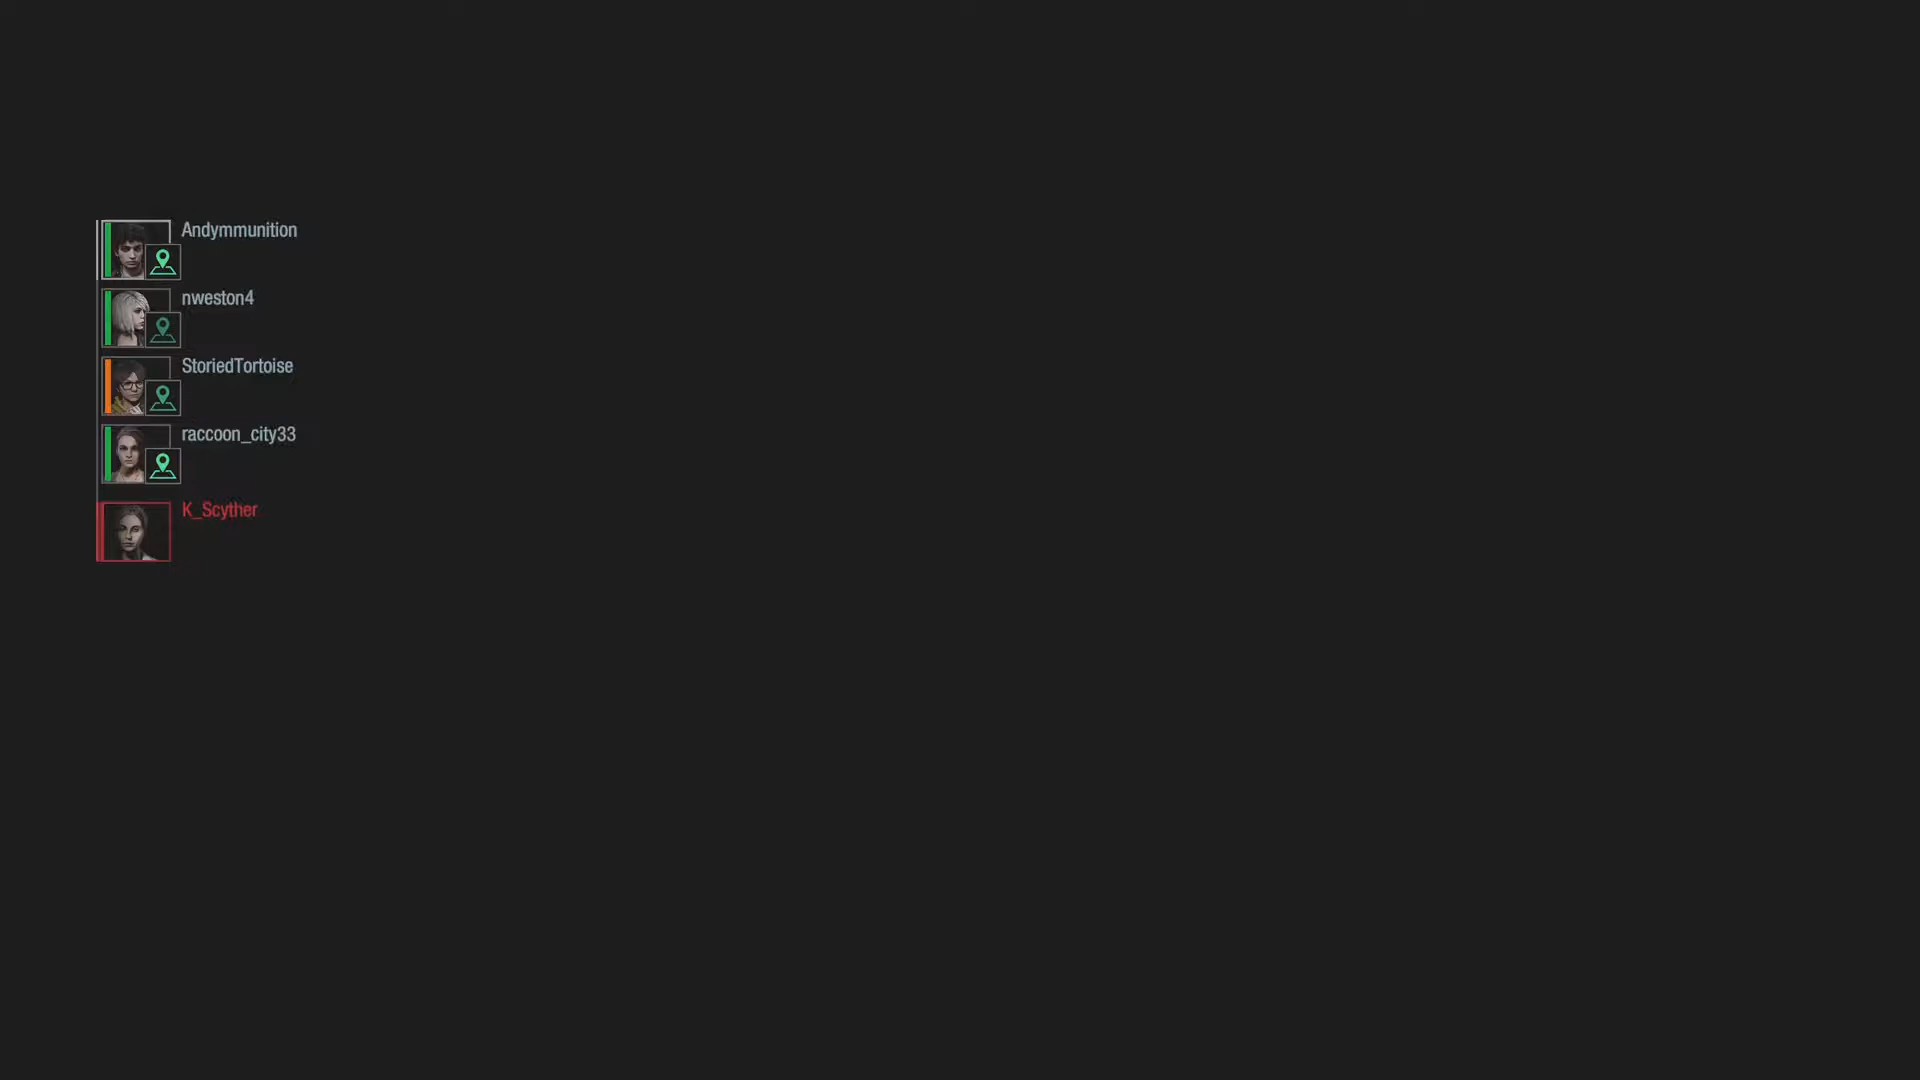 Andymmunition
nweston4
StoriedTortoise
raccoon_city33
K_Scyther